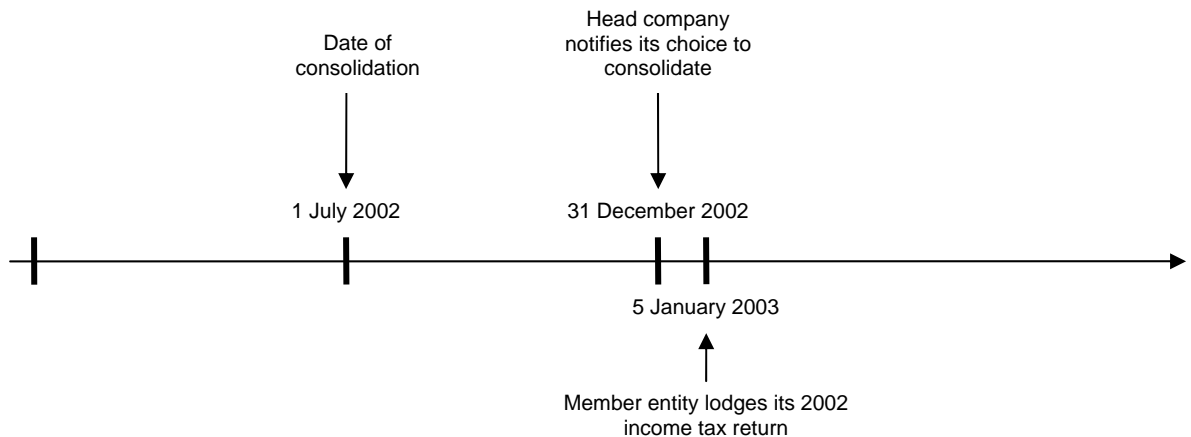 Date of
consolidation
Head company
notifies its choice to
consolidate
1 July 2002
31 December 2002
5 January 2003
Member entity lodges its 2002
income tax return